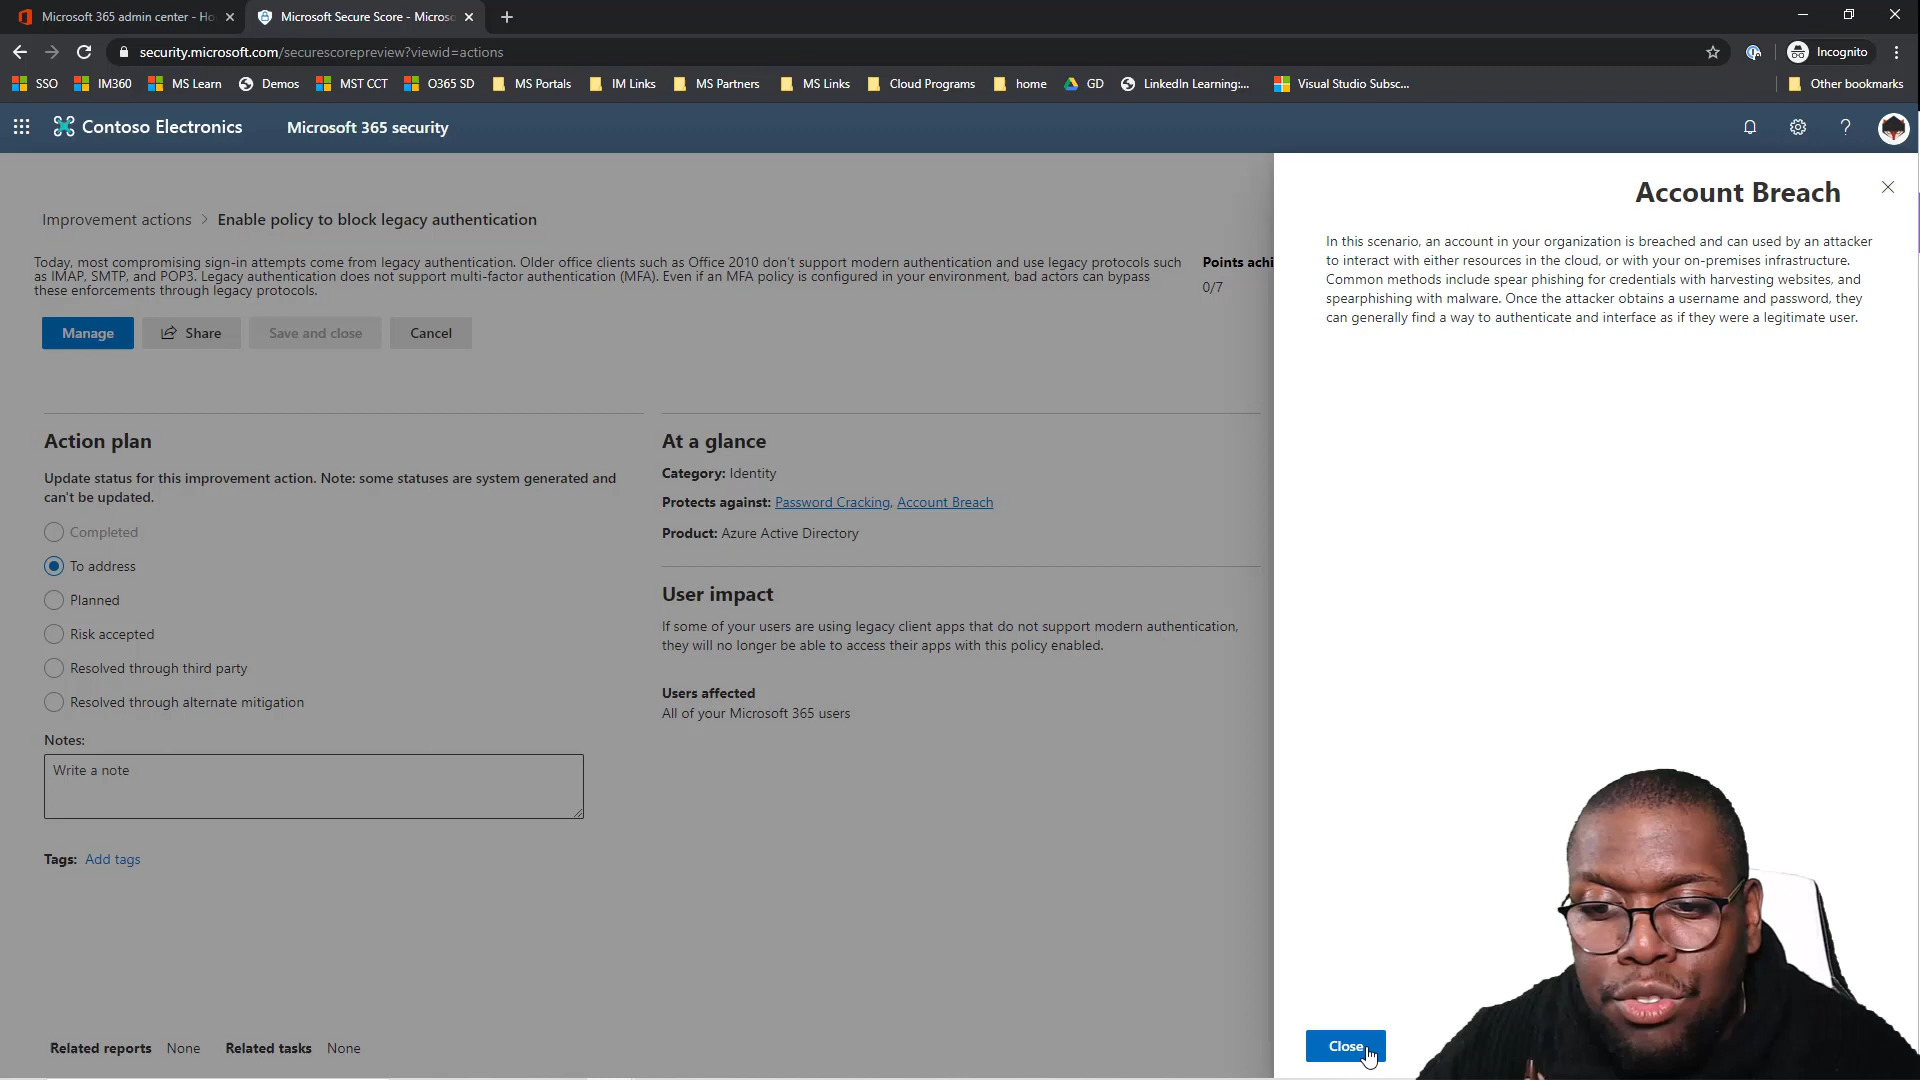 Microsoft 365 admin center - Ho
Microsoft Secure Score - Micros
security.microsoft.com/securescorepreview?viewid=actions
Incognito
SSO
IM360
MS Learn
Demos
MST CCT
O365 SD
MS Portals
IM Links
MS Partners
MS Links
Cloud Programs
home
GD
LinkedIn Learning:...
Visual Studio Subsc...
Other bookmarks
Contoso Electronics
Microsoft 365 security
Improvement actions > Enable policy to block legacy authentication
Today, most compromising sign-in attempts come from legacy authentication. Older office clients such as Office 2010 don't support modern authentication and use legacy protocols such
as IMAP, SMTP, and POP3. Legacy authentication does not support multi-factor authentication (MFA). Even if an MFA policy is configured in your environment, bad actors can bypass
these enforcements through legacy protocols.
Points achi
0/7
Manage
Share
Save and close
Cancel
Action plan
Update status for this improvement action. Note: some statuses are system generated and
can't be updated.
Completed
To address
Planned
Risk accepted
Resolved through third party
Resolved through alternate mitigation
Notes:
Write a note
Tags: Add tags
At a glance
Category: Identity
Protects against: Password Cracking, Account Breach
Product: Azure Active Directory
User impact
If some of your users are using legacy client apps that do not support modern authentication,
they will no longer be able to access their apps with this policy enabled.
Users affected
All of your Microsoft 365 users
Related reports None
Related tasks None
Account Breach
In this scenario, an account in your organization is breached and can used by an attacker
to interact with either resources in the cloud, or with your on-premises infrastructure.
Common methods include spear phishing for credentials with harvesting websites, and
spearphishing with malware. Once the attacker obtains a username and password, they
can generally find a way to authenticate and interface as if they were a legitimate user.
Close